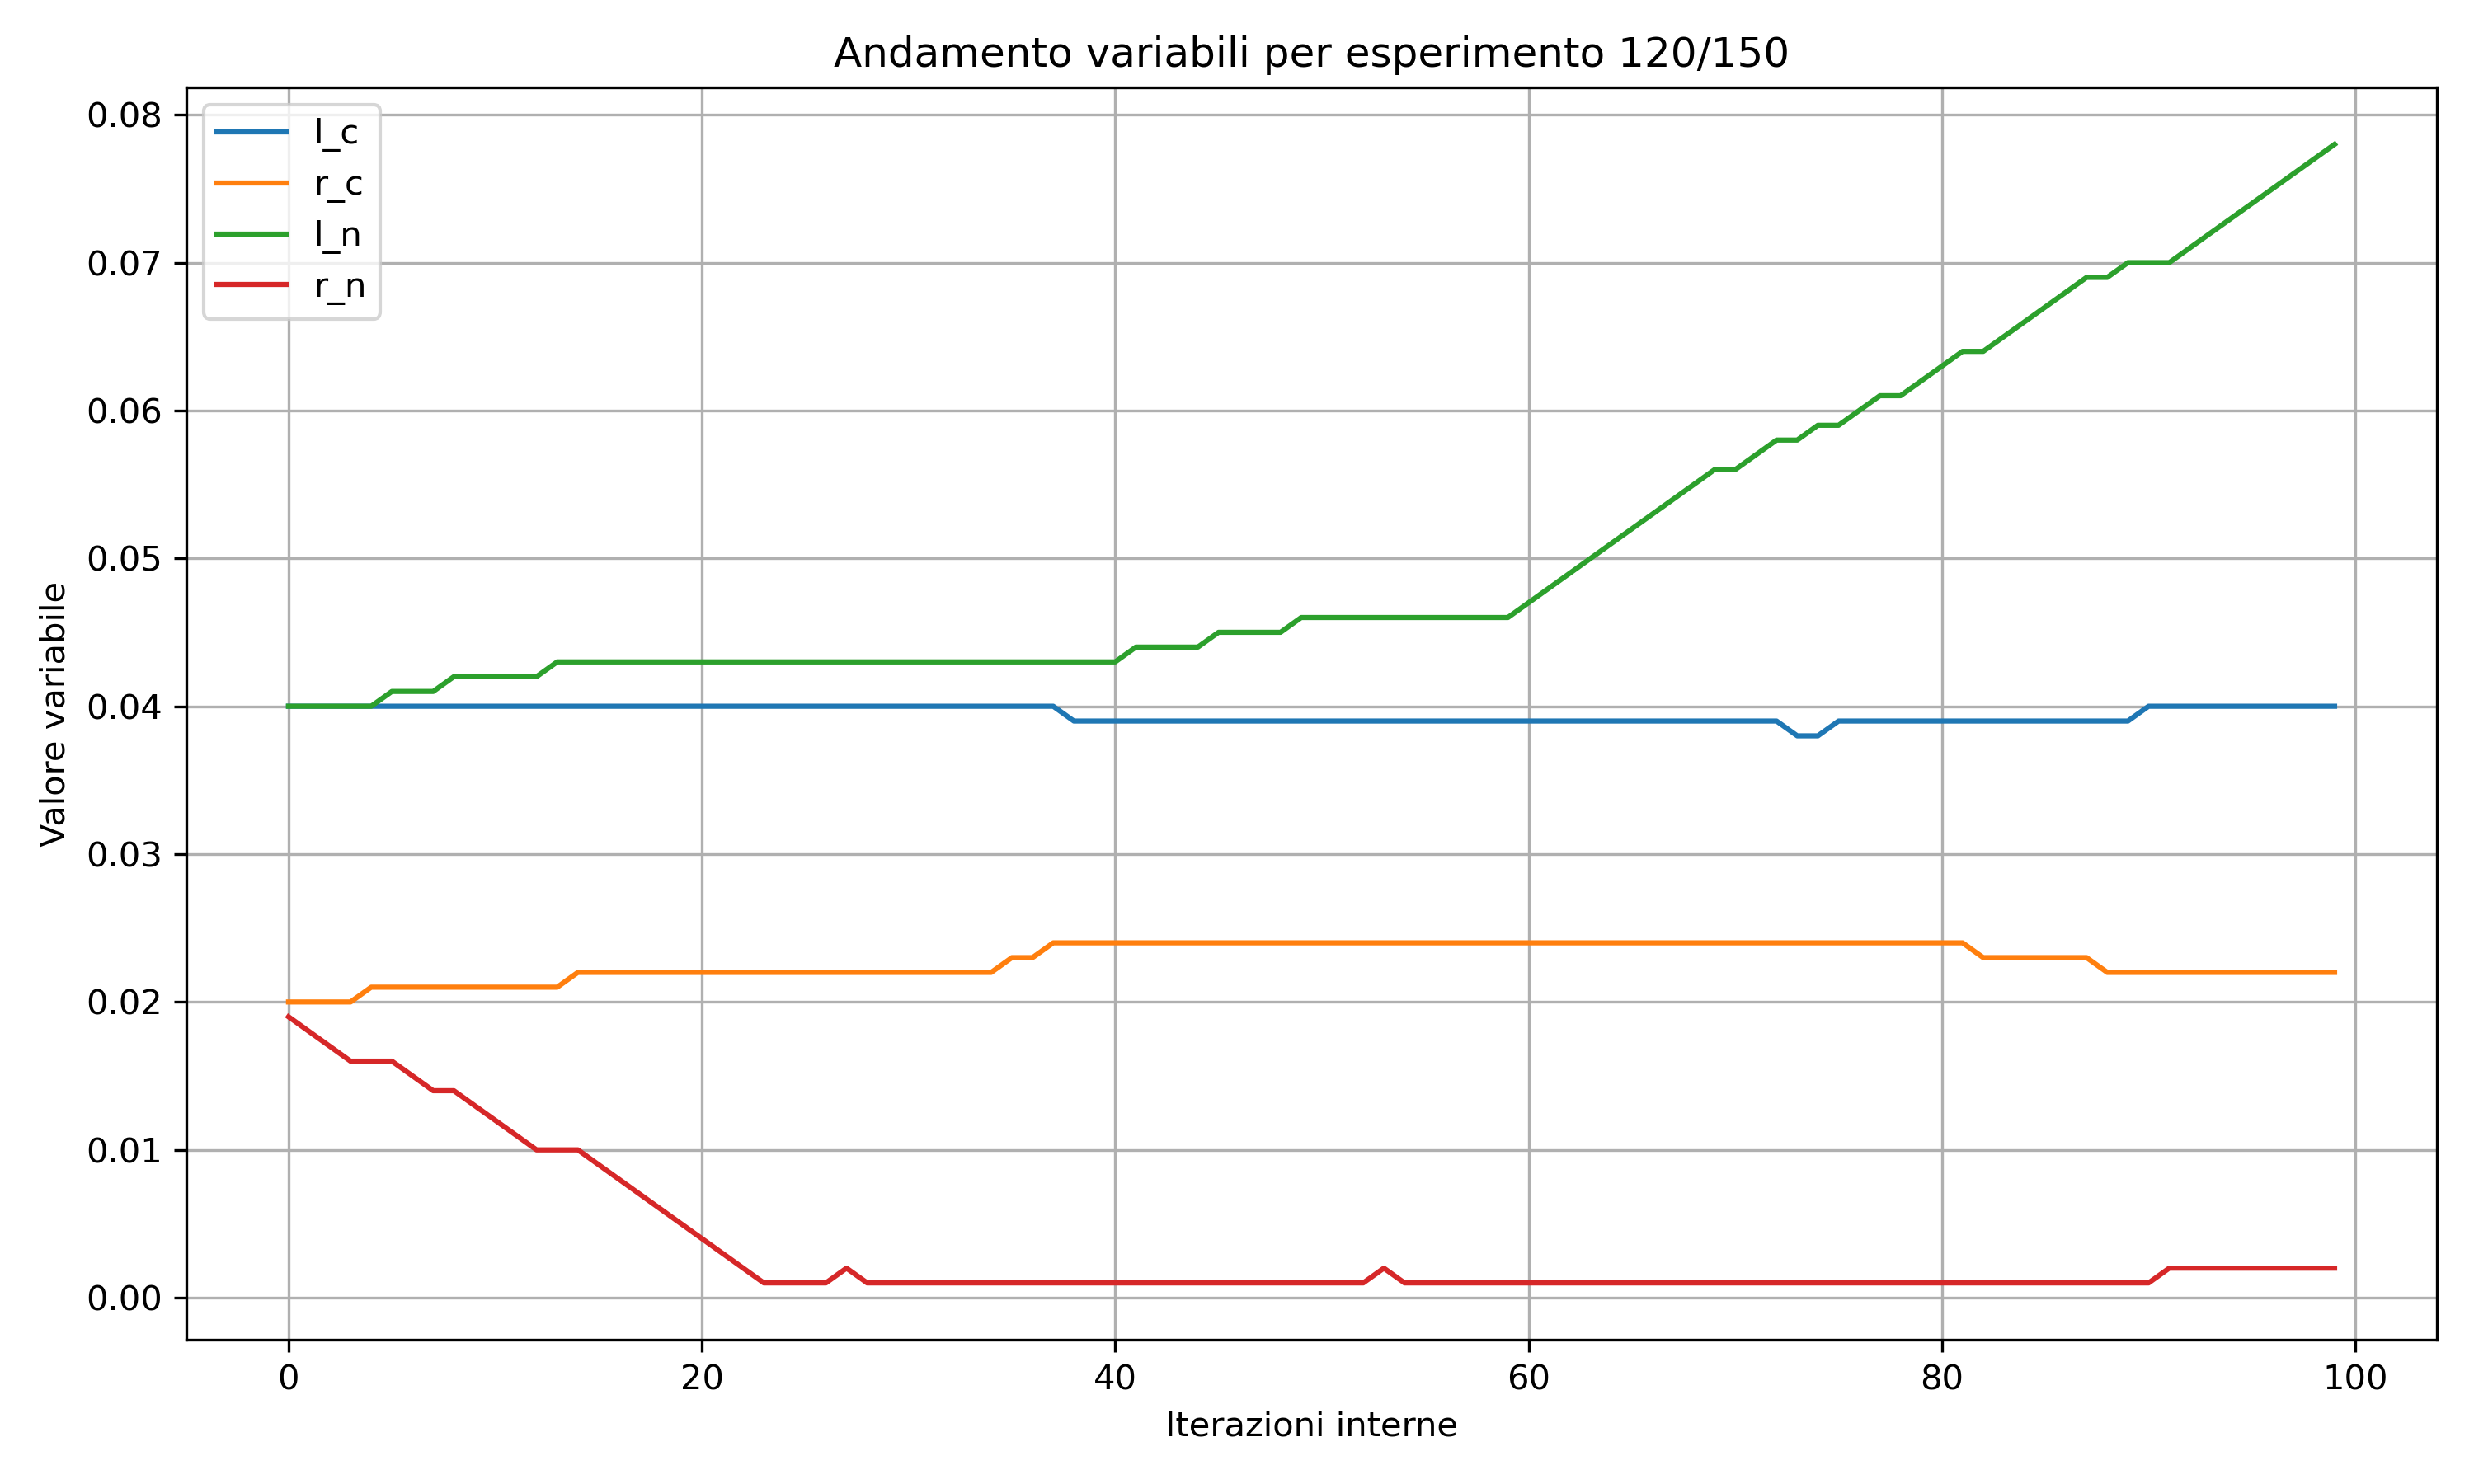 Andamento variabili per esperimento 120/150
l_c
r_c
l_n
r_n
Valore variabile
0.08
0.07
0.06
0.05
0.04
0.03
0.02
0.01
0.00
0 20 40 60 80 100
Iterazioni interne